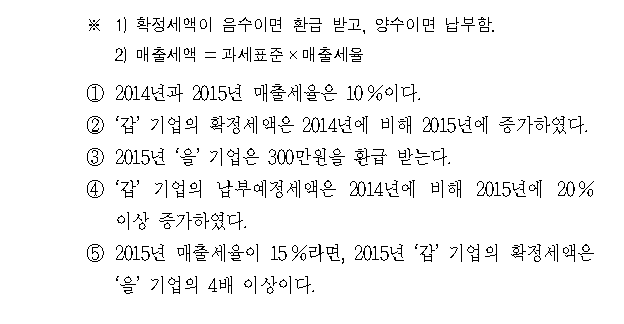 ※ 1) 확정세액이 음수이면 환급 받고, 양수이면 납부함.
2) 매출세액 = 과세표준 × 매출세율
① 2014년과 2015년 매출세율은 10%이다.
② ‘갑’ 기업의 확정세액은 2014년에 비해 2015년에 증가하였다.
③ 2015년 ‘을’ 기업은 300만원을 환급 받는다.
④ ‘갑’ 기업의 납부예정세액은 2014년에 비해 2015년에 20%
이상 증가하였다.
⑤ 2015년 매출세율이 15%라면, 2015년 ‘갑’ 기업의 확정세액은
‘을’ 기업의 4배 이상이다.